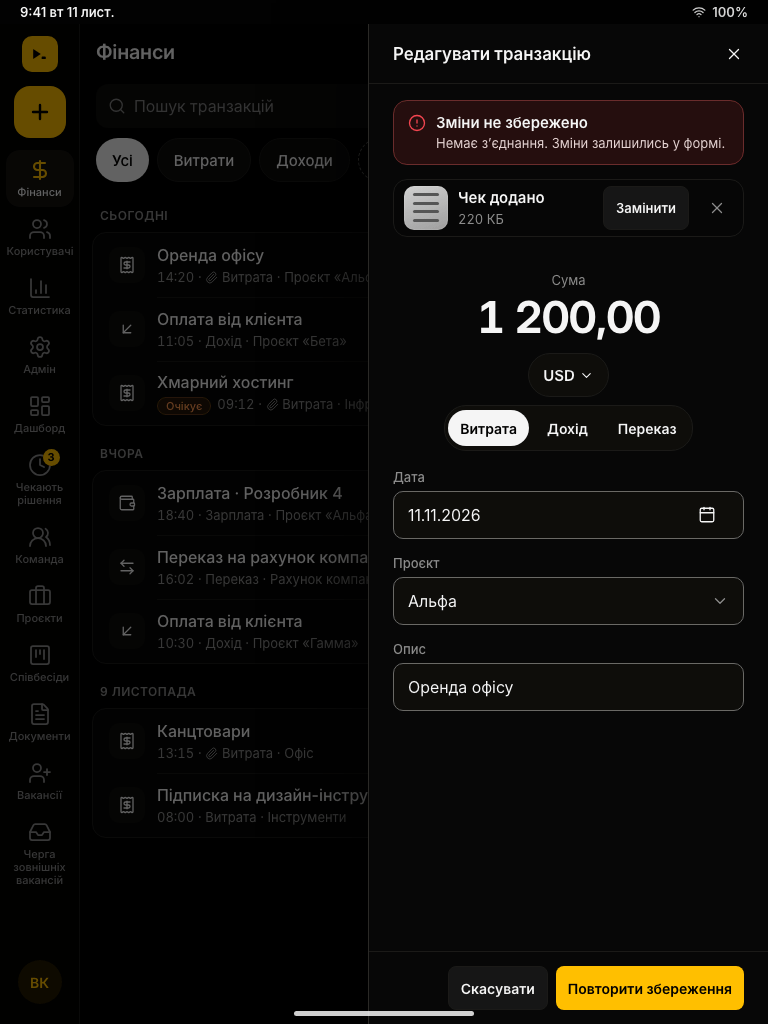 9:41 вт 11 лист.
100%
Фінанси
Пошук транзакцій
Усі
Витрати
Доходи
Фінанси
Користувачі
Статистика
Адмін
Дашборд
3
Чекають
рішення
Команда
Проєкти
Співбесіди
Документи
Вакансії
Черга
зовнішніх
вакансій
ВК
СЬОГОДНІ
Оренда офісу
14:20 · Витрата · Проєкт «Аль
Оплата від клієнта
11:05 · Дохід · Проєкт «Бета»
Хмарний хостинг
Очікує 09:12 · Витрата · Інфр
ВЧОРА
Зарплата · Розробник 4
18:40 · Зарплата · Проєкт «Альфа
Переказ на рахунок компа
16:02 · Переказ · Рахунок компан
Оплата від клієнта
10:30 · Дохід · Проєкт «Гамма»
9 ЛИСТОПАДА
Канцтовари
13:15 · Витрата · Офіс
Підписка на дизайн-інстру
08:00 · Витрата · Інструменти
Редагувати транзакцію
Зміни не збережено
Немає з’єднання. Зміни залишились у формі.
Чек додано
220 КБ
Замінити
Сума
1 200,00
USD
Витрата
Дохід
Переказ
Дата
11.11.2026
Проєкт
Альфа
Опис
Оренда офісу
Скасувати
Повторити збереження